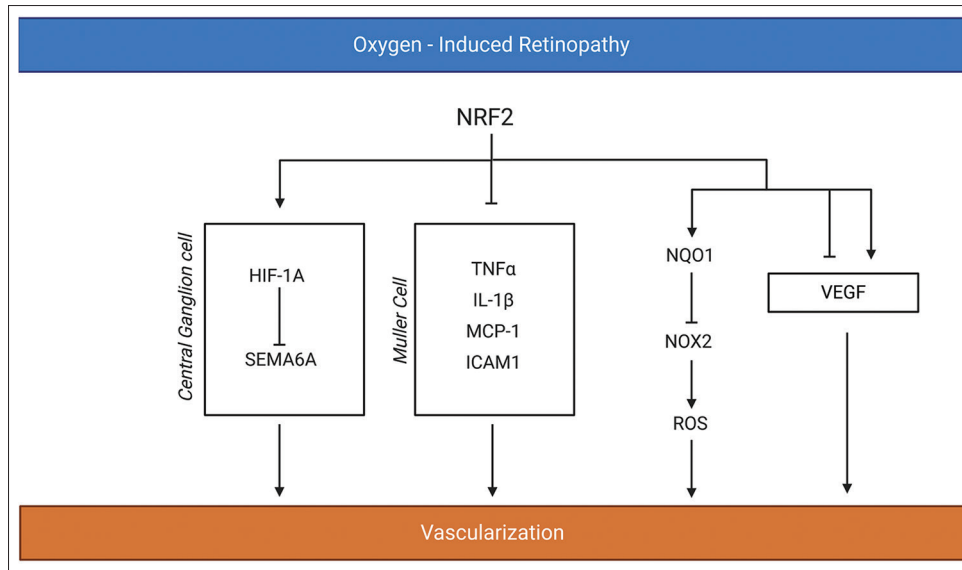 Oxygen - Induced Retinopathy
NRF2
Central Ganglion cell
HIF-1A
SEMA6A
Muller Cell
TNFα
IL-1β
MCP-1
ICAM1
NQO1
NOX2
ROS
VEGF
Vascularization